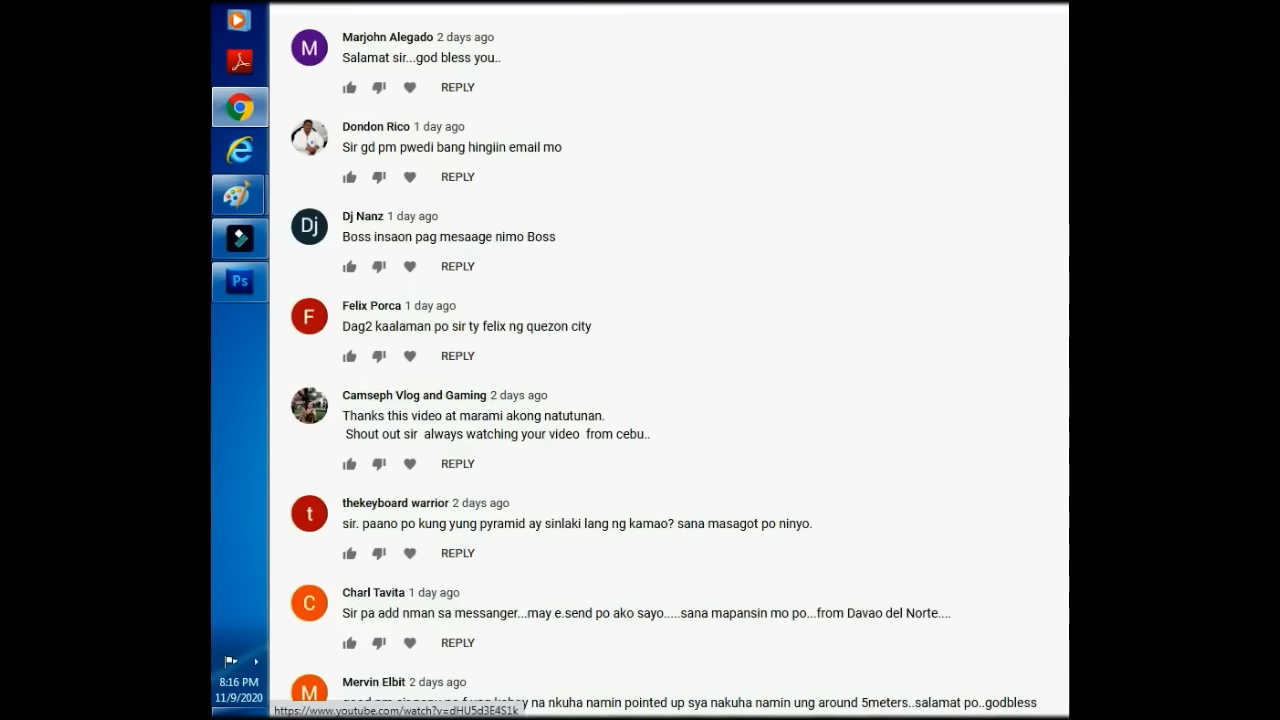 M
Marjohn Alegado 2 days ago
Salamat sir...god bless you..
REPLY
Dondon Rico 1 day ago
Sir gd pm pwedi bang hingiin email mo
REPLY
Dj
Dj Nanz 1 day ago
Boss insaon pag mesaage nimo Boss
REPLY
F
Felix Porca 1 day ago
Dag2 kaalaman po sir ty felix ng quezon city
REPLY
Camseph Vlog and Gaming 2 days ago
Thanks this video at marami akong natutunan.
Shout out sir always watching your video from cebu..
REPLY
t
thekeyboard warrior 2 days ago
sir. paano po kung yung pyramid ay sinlaki lang ng kamao? sana masagot po ninyo.
REPLY
C
Charl Tavita 1 day ago
Sir pa add nman sa messanger...may e.send po ako sayo.....sana mapansin mo po...from Davao del Norte....
REPLY
M
Mervin Elbit 2 days ago
na nkuha namin pointed up sya nakuha namin ung around 5meters..salamat po..godbless
https://www.youtube.com/watch?v=dHU5d3E4S1k
Ps
8:16 PM
11/9/2020